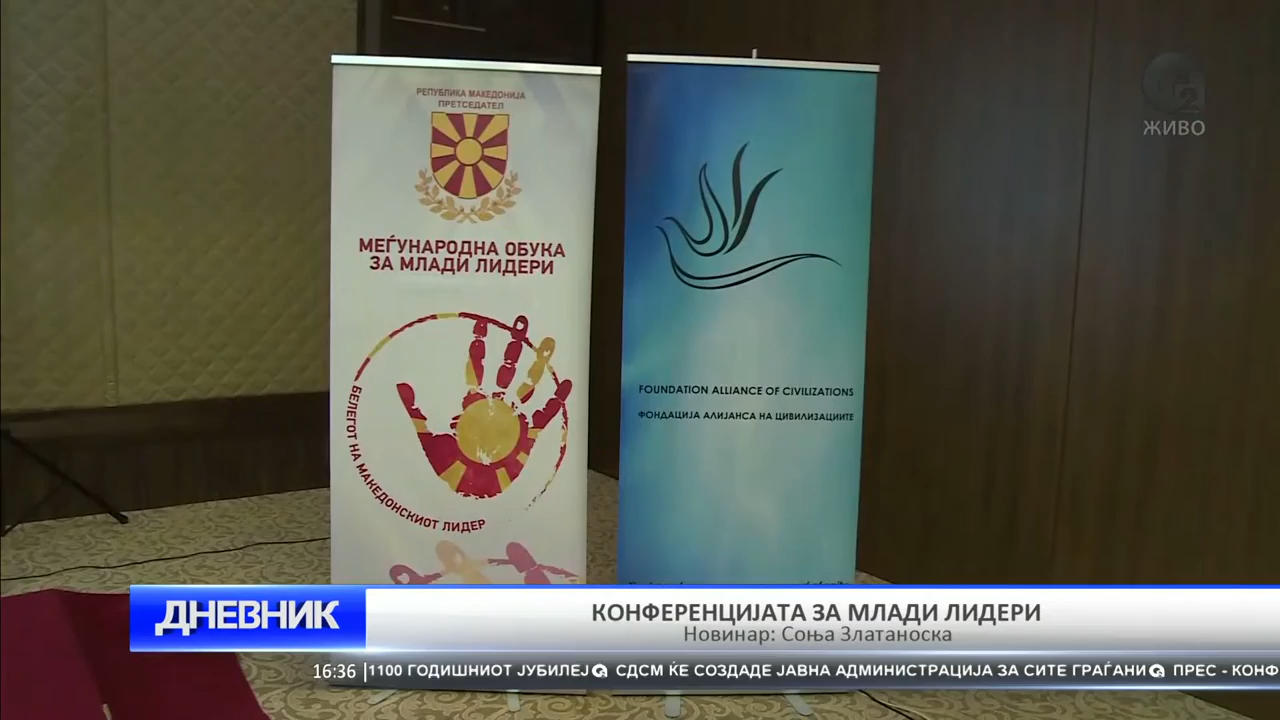 РЕПУБЛИКА МАКЕДОНИЈА
ПРЕТСЕДАТЕЛ
МЕЃУНАРОДНА ОБУКА
ЗА МЛАДИ ЛИДЕРИ
БЕЛЕГОТ НА МАКЕДОНСКИОТ ЛИДЕР
FOUNDATION ALLIANCE OF CIVILIZATIONS
ФОНДАЦИЈА АЛИЈАНСА НА ЦИВИЛИЗАЦИИТЕ
2
ЖИВО
ДНЕВНИК
КОНФЕРЕНЦИЈАТА ЗА МЛАДИ ЛИДЕРИ
Новинар: Соња Златаноска
16:36 1100 ГОДИШНИОТ ЈУБИЛЕЈ СДСМ ЌЕ СОЗДАДЕ ЈАВНА АДМИНИСТРАЦИЈА ЗА СИТЕ ГРАЃАНИ ПРЕС - КОНФ